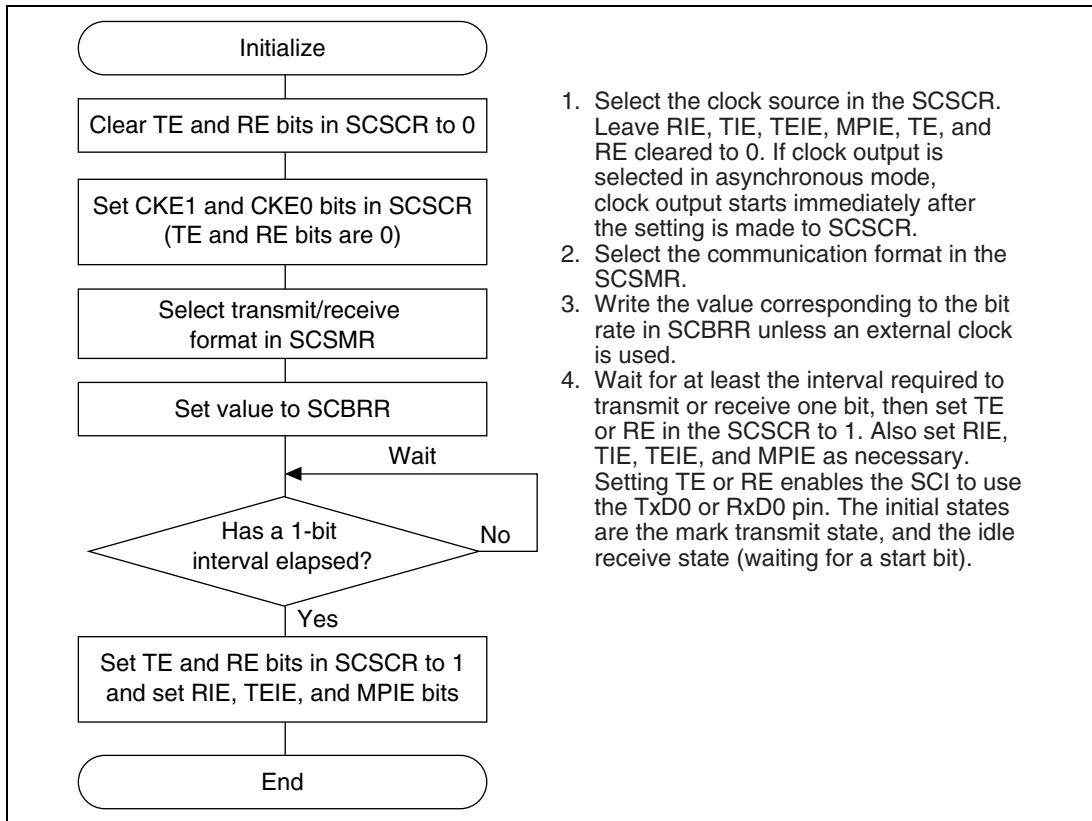 Initialize
Clear TE and RE bits in SCSCR to 0
Set CKE1 and CKE0 bits in SCSCR
(TE and RE bits are 0)
Select transmit/receive
format in SCSMR
Set value to SCBRR
Wait
Has a 1-bit
interval elapsed?
No
Yes
Set TE and RE bits in SCSCR to 1
and set RIE, TEIE, and MPIE bits
End
1. Select the clock source in the SCSCR.
Leave RIE, TIE, TEIE, MPIE, TE, and
RE cleared to 0. If clock output is
selected in asynchronous mode,
clock output starts immediately after
the setting is made to SCSCR.
2. Select the communication format in the
SCSMR.
3. Write the value corresponding to the bit
rate in SCBRR unless an external clock
is used.
4. Wait for at least the interval required to
transmit or receive one bit, then set TE
or RE in the SCSCR to 1. Also set RIE,
TIE, TEIE, and MPIE as necessary.
Setting TE or RE enables the SCI to use
the TxD0 or RxD0 pin. The initial states
are the mark transmit state, and the idle
receive state (waiting for a start bit).